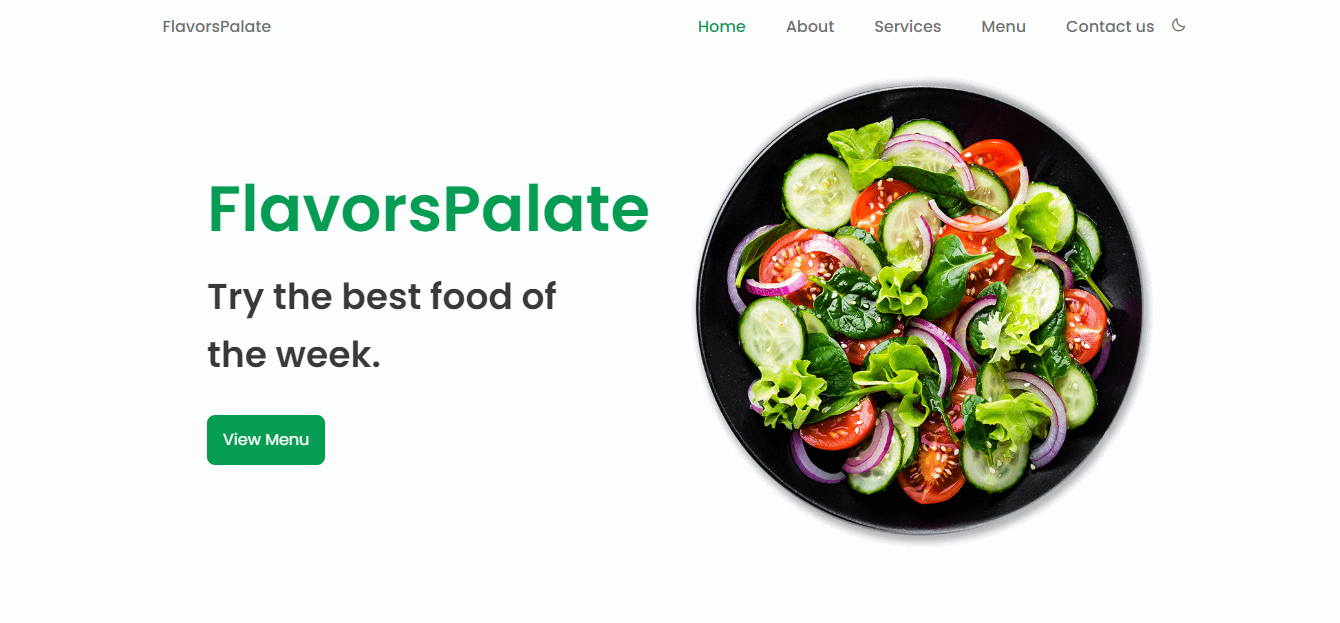 FlavorsPalate Home About Services Menu Contact us
FlavorsPalate
Try the best food of
the week.
View Menu